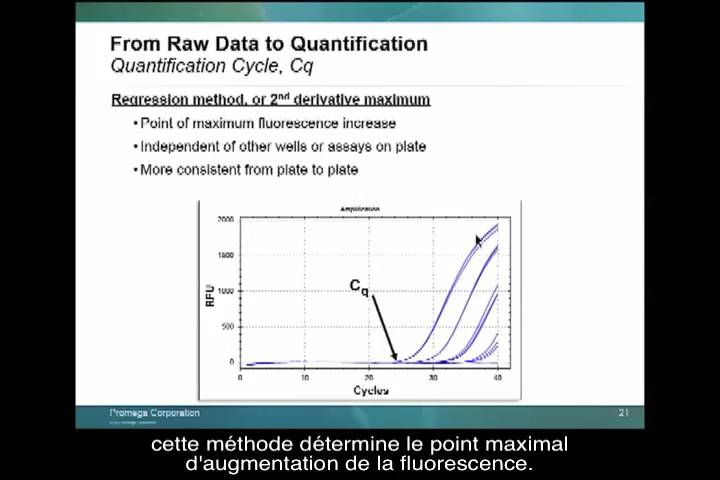 From Raw Data to Quantification
Quantification Cycle, Cq
Regression method, or 2nd derivative maximum
▪ Point of maximum fluorescence increase
▪ Independent of other wells or assays on plate
▪ More consistent from plate to plate
Amplification
2000
1500
1000
500
0
RFU
Cq
0 10 20 30 40
Cycles
Promega Corporation
21
cette méthode détermine le point maximal
d'augmentation de la fluorescence.